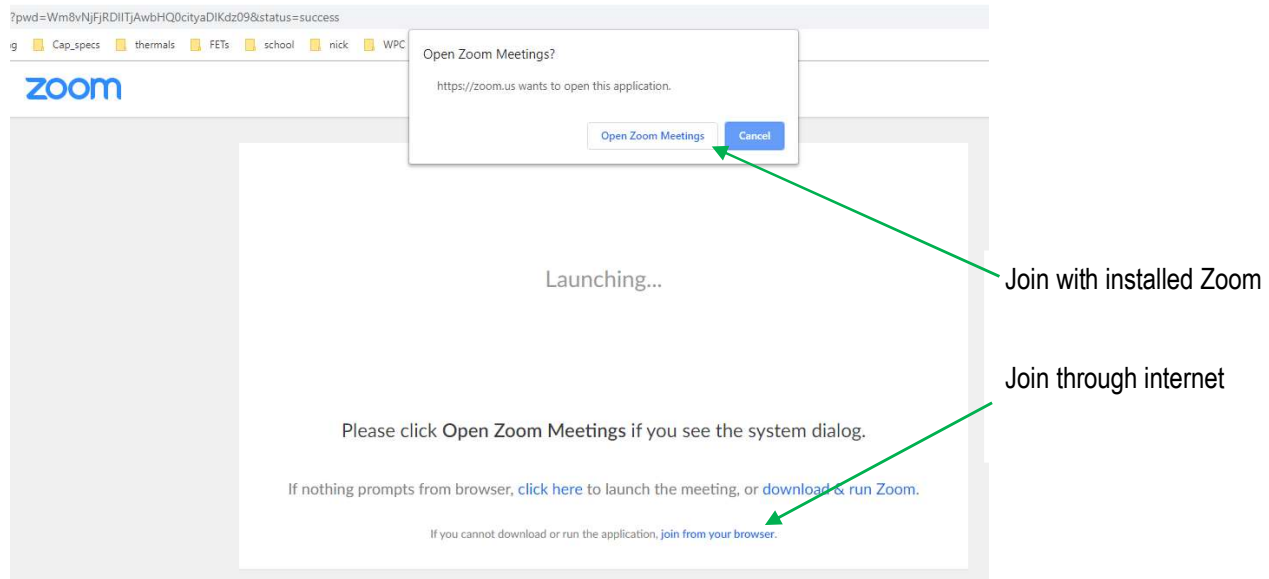 ?pwd=Wm8vNjFjRDlITjAwbHQ0cityaDlKdz09&status=success
Cap_specs thermals FETs school nick WPC
Open Zoom Meetings?
https://zoom.us wants to open this application.
Open Zoom Meetings Cancel
zoom
Launching...
Join with installed Zoom
Join through internet
Please click Open Zoom Meetings if you see the system dialog.
If nothing prompts from browser, click here to launch the meeting, or download & run Zoom.
If you cannot download or run the application, join from your browser.